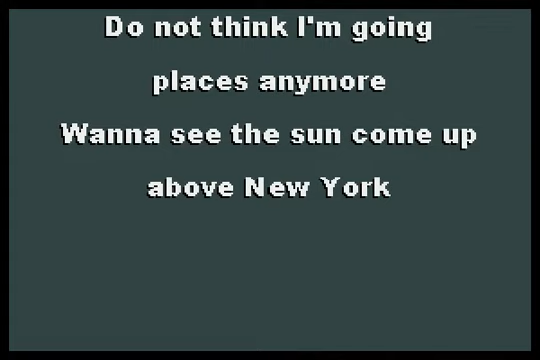 Do not think I'm going
places anymore
Wanna see the sun come up
above New York